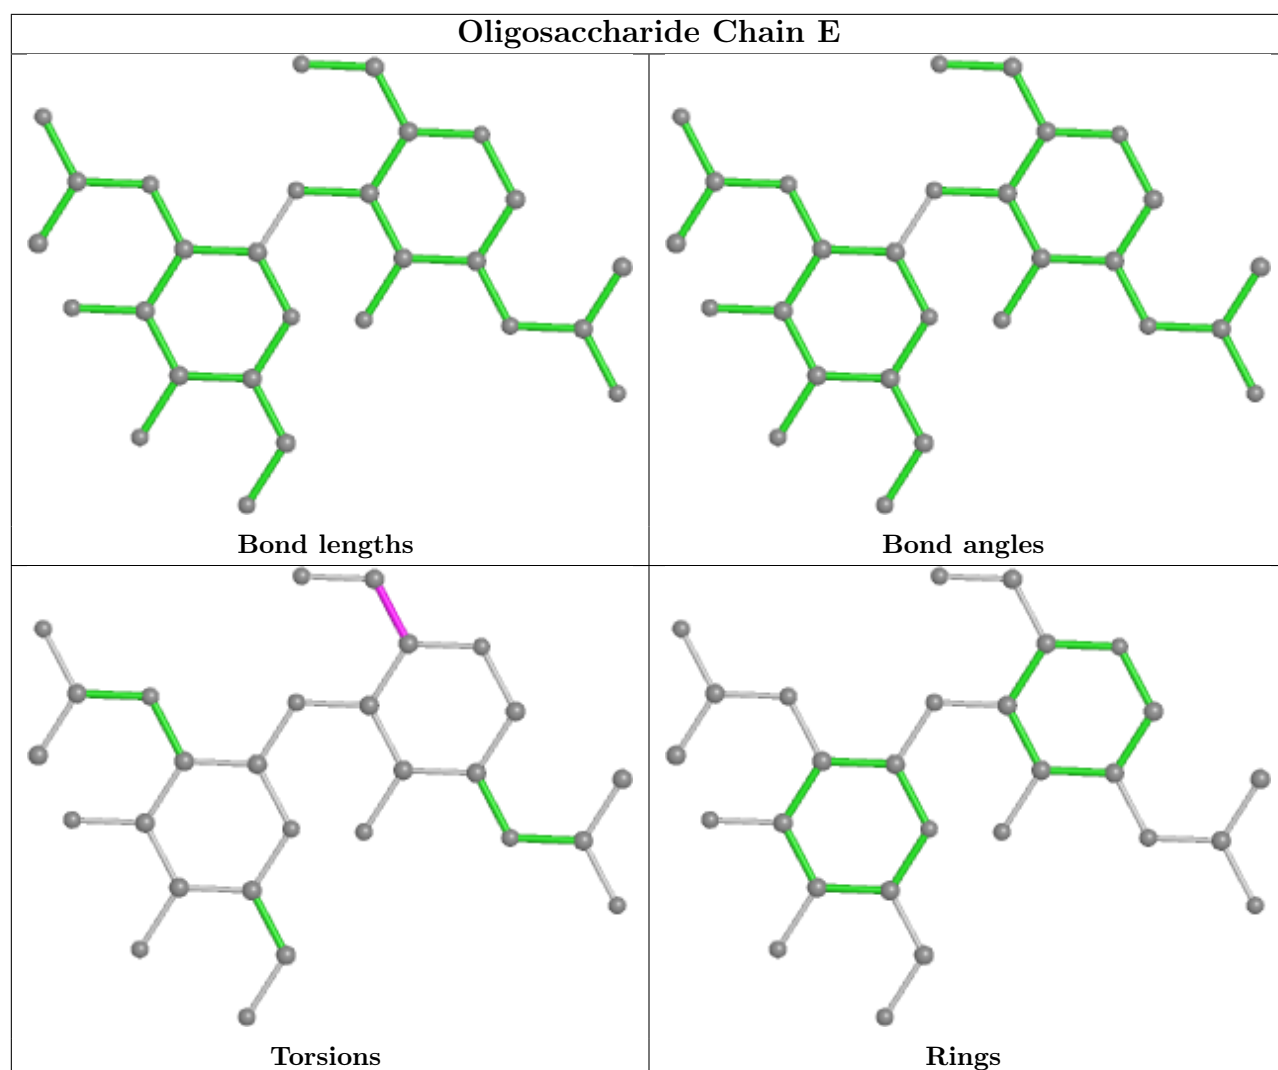 Oligosaccharide Chain E
Bond lengths
Bond angles
Torsions
Rings